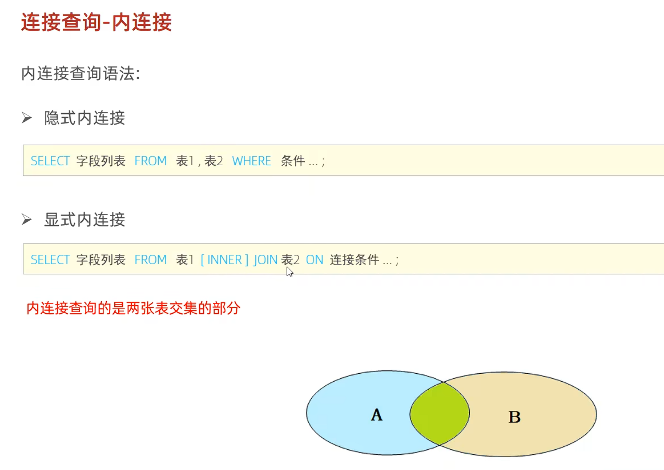 连接查询-内连接
内连接查询语法:
➢ 隐式内连接
SELECT 字段列表 FROM 表1 , 表2 WHERE 条件 ... ;
➢ 显式内连接
SELECT 字段列表 FROM 表1 [ INNER ] JOIN 表2 ON 连接条件 ... ;
内连接查询的是两张表交集的部分
A B